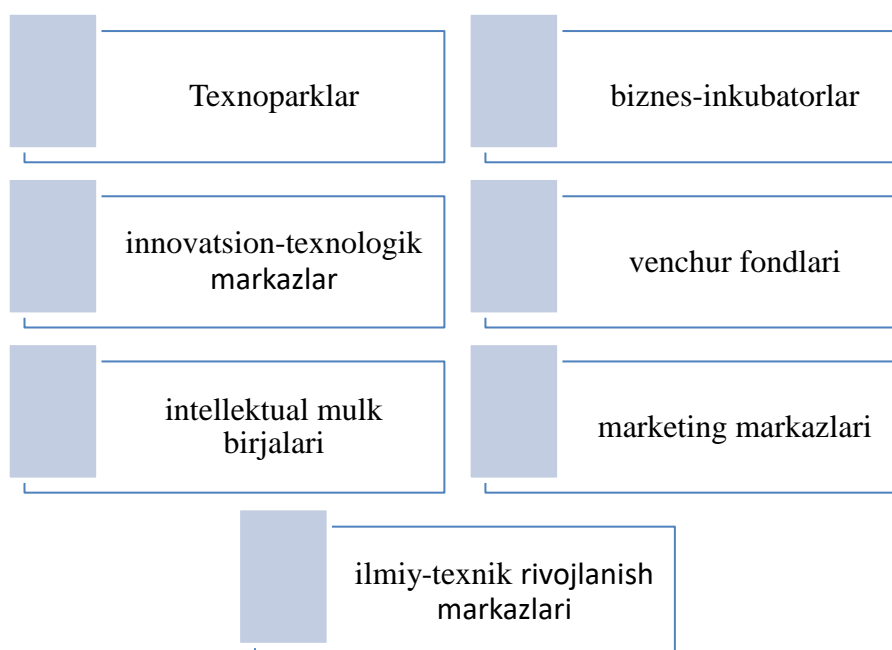 Texnoparklar
biznes-inkubatorlar
innovatsion-texnologik
markazlar
venchur fondlari
intellektual mulk
birjalari
marketing markazlari
ilmiy-texnik rivojlanish
markazlari